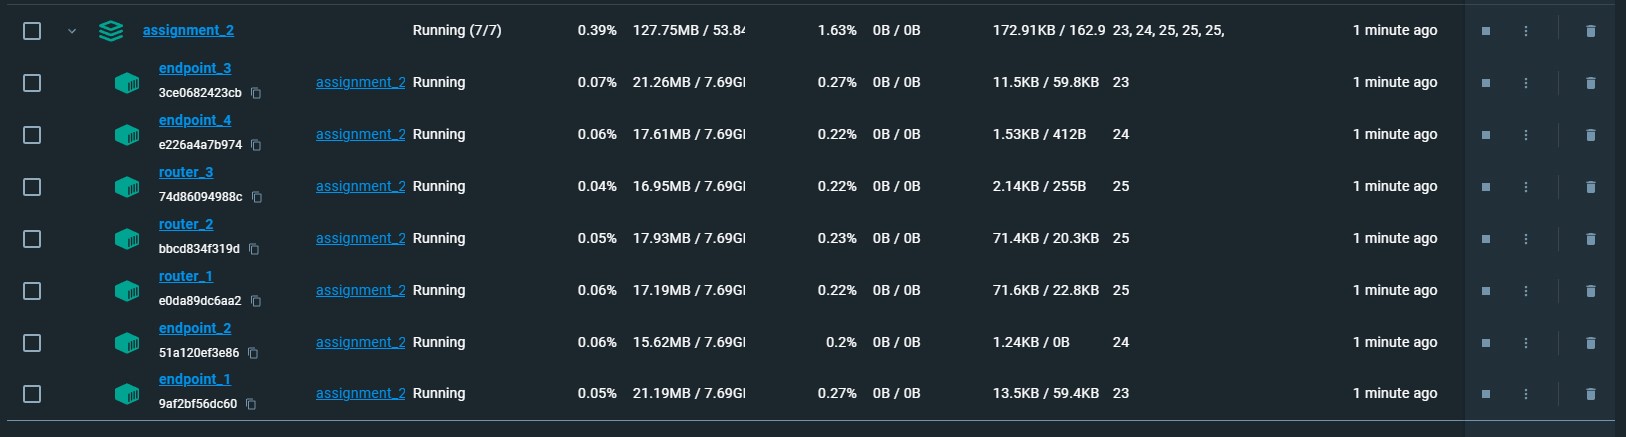 assignment_2 Running (7/7) 0.39% 127.75MB / 53.84 1.63% 0B / 0B 172.91KB / 162.9 23, 24, 25, 25, 25, 1 minute ago
endpoint_3
3ce0682423cb assignment_2 Running 0.07% 21.26MB / 7.69GI 0.27% 0B / 0B 11.5KB / 59.8KB 23 1 minute ago
endpoint_4
e226a4a7b974 assignment_2 Running 0.06% 17.61MB / 7.69GI 0.22% 0B / 0B 1.53KB / 412B 24 1 minute ago
router_3
74d86094988c assignment_2 Running 0.04% 16.95MB / 7.69GI 0.22% 0B / 0B 2.14KB / 255B 25 1 minute ago
router_2
bbcd834f319d assignment_2 Running 0.05% 17.93MB / 7.69GI 0.23% 0B / 0B 71.4KB / 20.3KB 25 1 minute ago
router_1
e0da89dc6aa2 assignment_2 Running 0.06% 17.19MB / 7.69GI 0.22% 0B / 0B 71.6KB / 22.8KB 25 1 minute ago
endpoint_2
51a120ef3e86 assignment_2 Running 0.06% 15.62MB / 7.69GI 0.2% 0B / 0B 1.24KB / 0B 24 1 minute ago
endpoint_1
9af2bf56dc60 assignment_2 Running 0.05% 21.19MB / 7.69GI 0.27% 0B / 0B 13.5KB / 59.4KB 23 1 minute ago